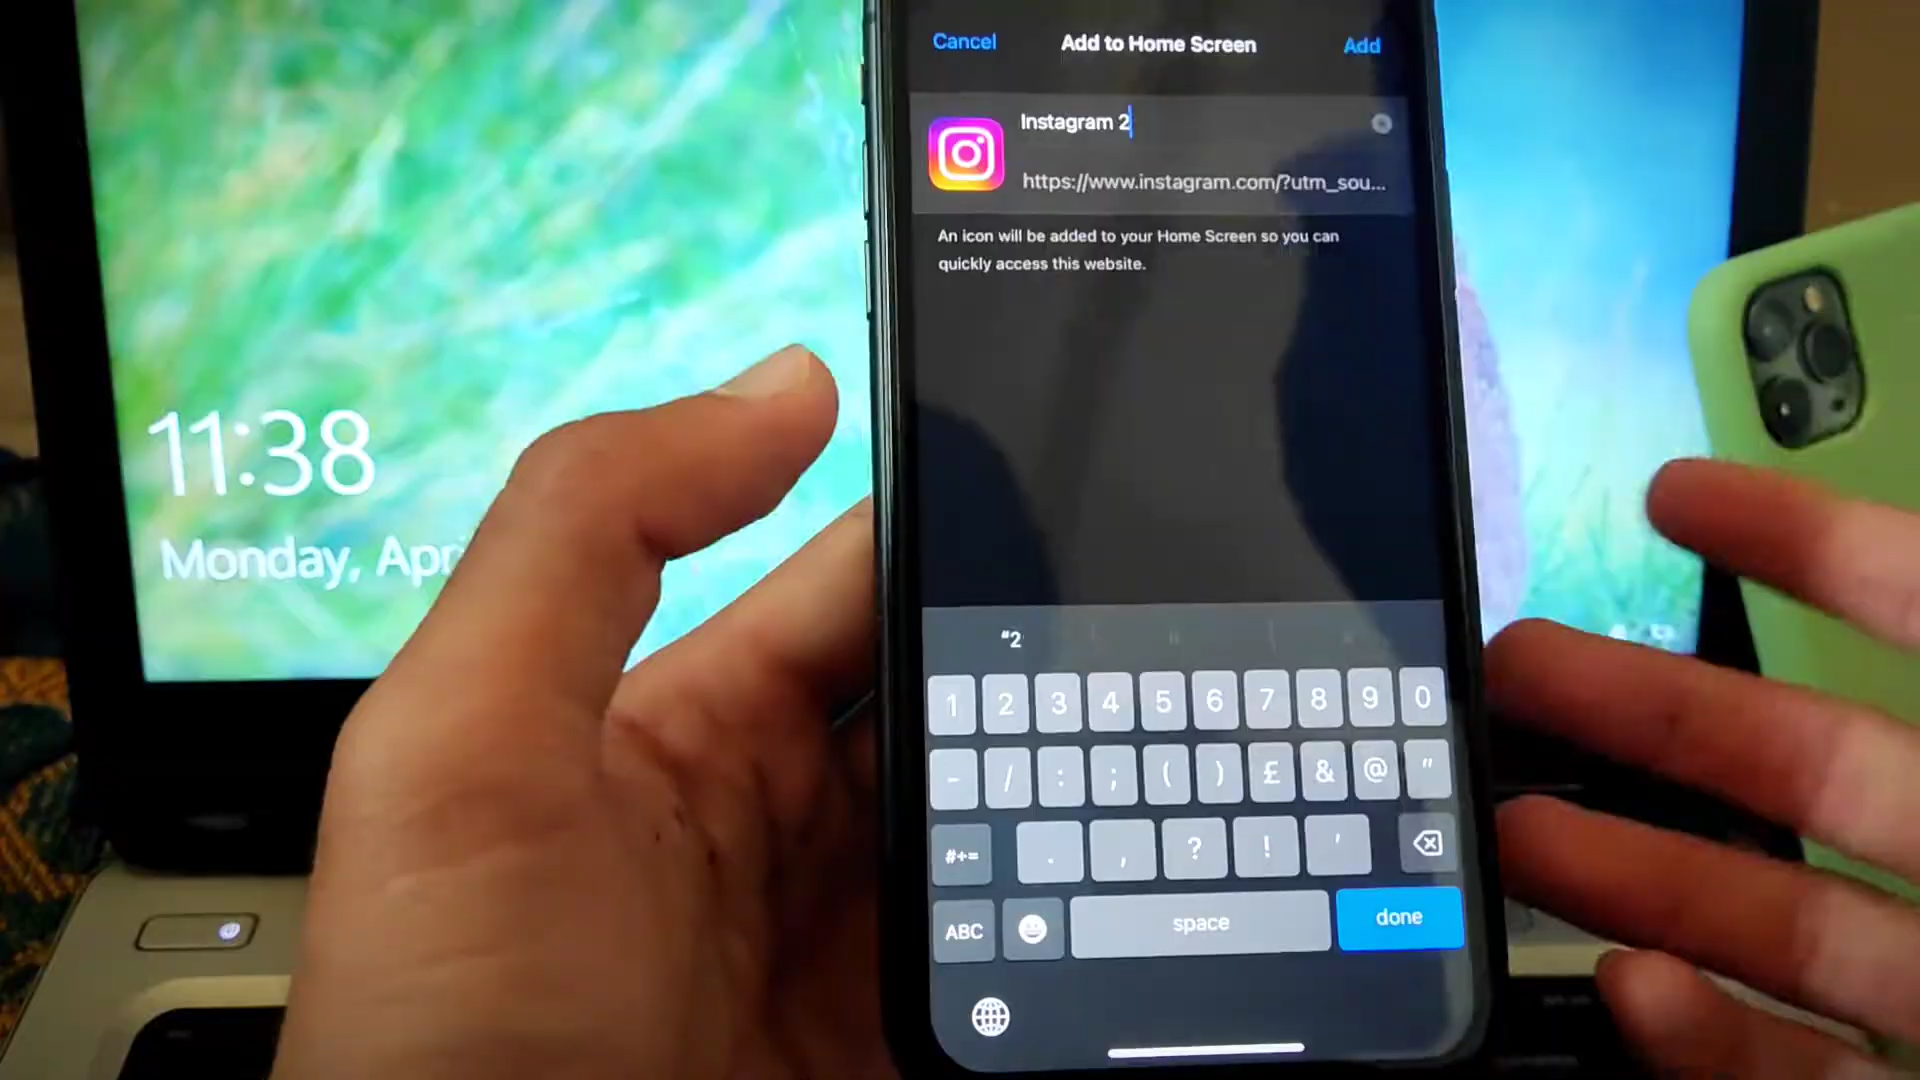 Cancel
Add to Home Screen
Add
Instagram 2
https://www.instagram.com/?utm_sou...
An icon will be added to your Home Screen so you can
quickly access this website.
11:38
Monday, Apri
“2
1 2 3 4 5 6 7 8 9 0
- / : ; ( ) £ & @ "
#+= . , ? ! '
ABC
space
done